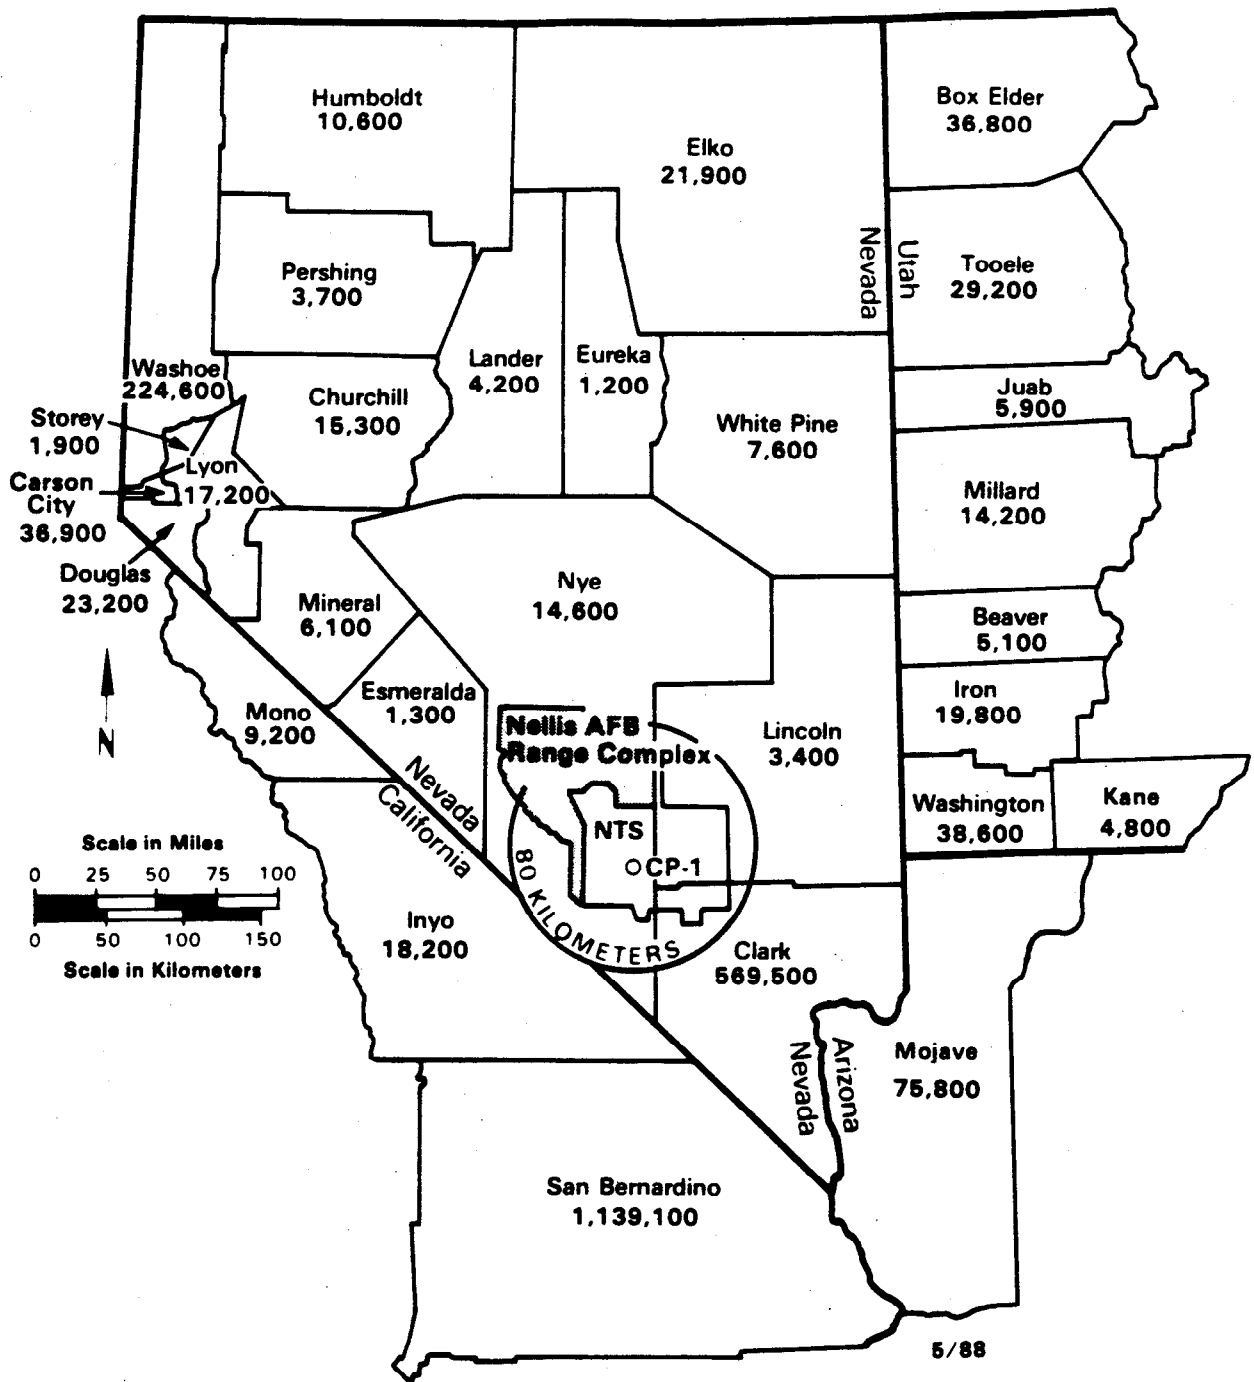 Humboldt
10,600
Elko
21,900
Box Elder
36,800
Pershing
3,700
Nevada
Utah
Tooele
29,200
Washoe
224,600
Lander
4,200
Eureka
1,200
Churchill
15,300
Juab
5,900
Storey
1,900
White Pine
7,600
Lyon
17,200
Carson
City
36,900
Millard
14,200
Douglas
23,200
Mineral
6,100
Nye
14,600
Beaver
5,100
N
Mono
9,200
Esmeralda
1,300
Nellis AFB
Range Complex
Lincoln
3,400
Iron
19,800
Nevada
California
NTS
CP-1
80 KILOMETERS
Washington
38,600
Kane
4,800
Scale in Miles
0 25 50 75 100
0 50 100 150
Scale in Kilometers
Inyo
18,200
Clark
569,500
Nevada
Arizona
Mojave
75,800
San Bernardino
1,139,100
5/88